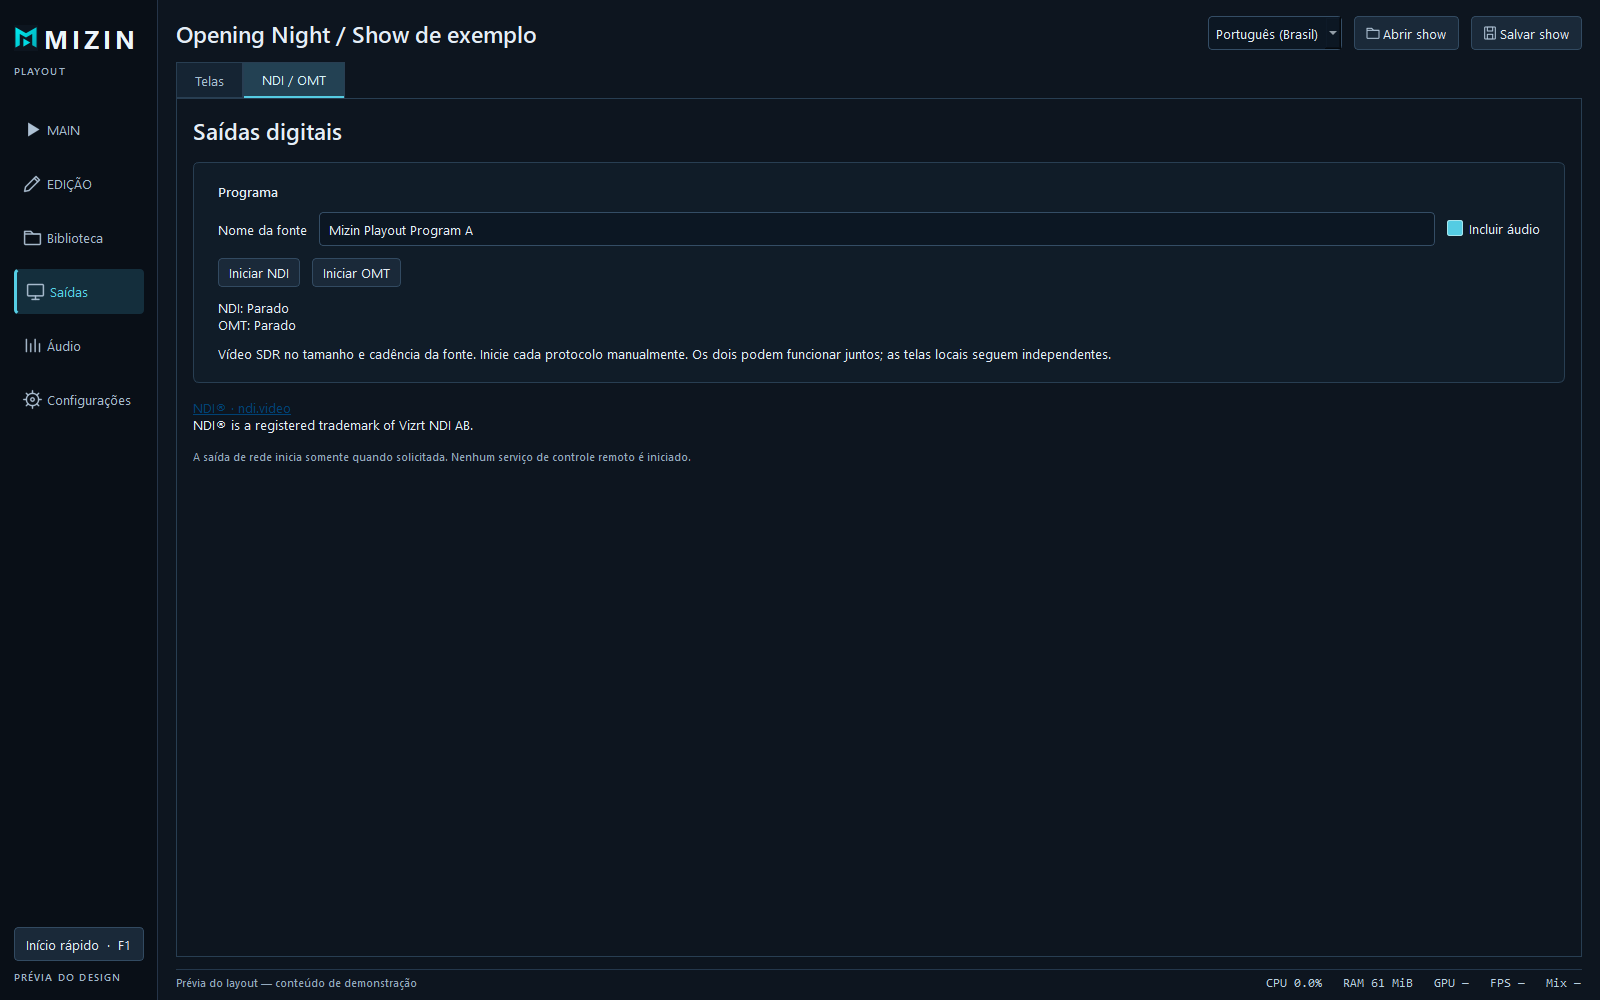 MIZIN
PLAYOUT
MAIN
EDIÇÃO
Biblioteca
Saídas
Áudio
Configurações
Início rápido · F1
PRÉVIA DO DESIGN
Opening Night / Show de exemplo
Português (Brasil)
Abrir show
Salvar show
Telas
NDI / OMT
Saídas digitais
Programa
Nome da fonte
Mizin Playout Program A
Incluir áudio
Iniciar NDI
Iniciar OMT
NDI: Parado
OMT: Parado
Vídeo SDR no tamanho e cadência da fonte. Inicie cada protocolo manualmente. Os dois podem funcionar juntos; as telas locais seguem independentes.
NDI® · ndi.video
NDI® is a registered trademark of Vizrt NDI AB.
A saída de rede inicia somente quando solicitada. Nenhum serviço de controle remoto é iniciado.
Prévia do layout — conteúdo de demonstração
CPU 0.0%
RAM 61 MiB
GPU —
FPS —
Mix —